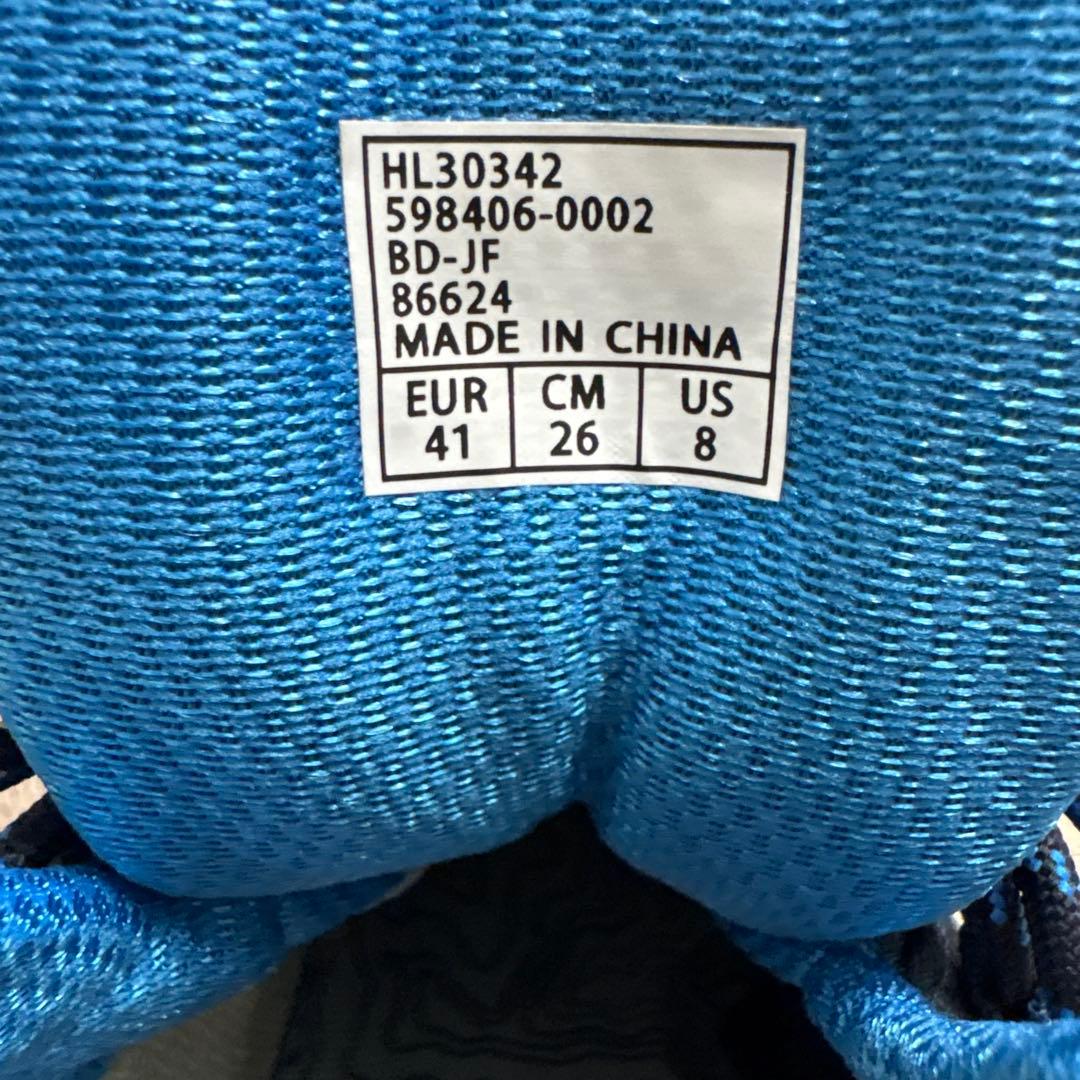 HL30342
598406-0002
BD-JF
86624
MADE IN CHINA
EUR CM US
41 26 8